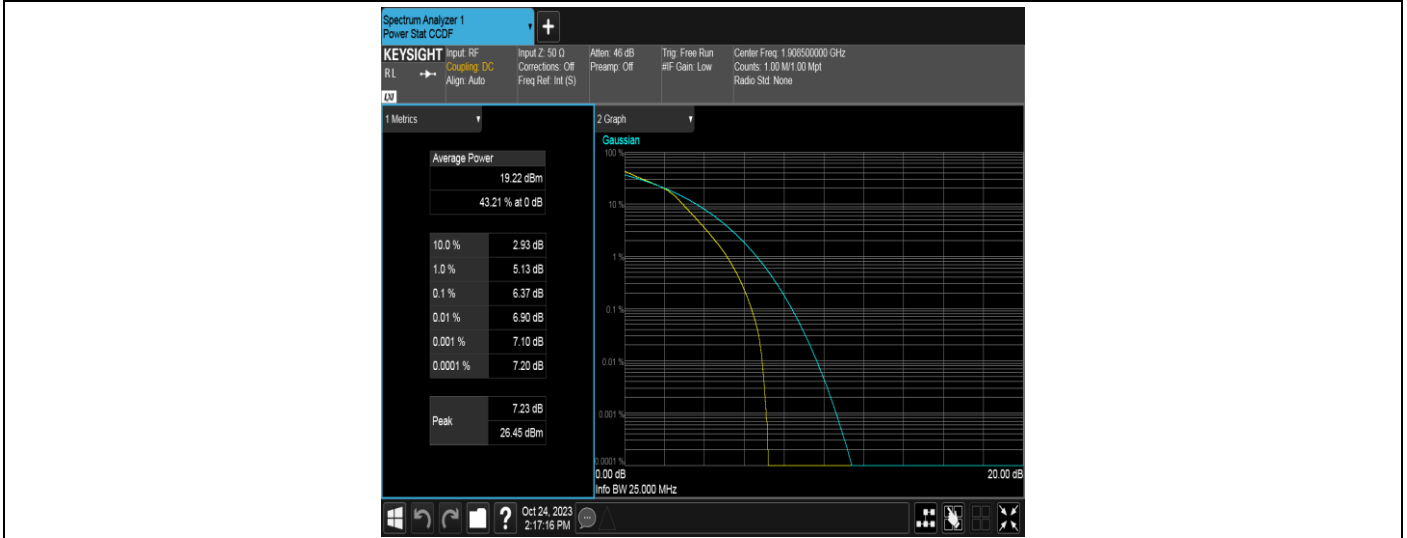 Spectrum Analyzer 1
Power Stat CCDF
+
KEYSIGHT
RL
LXI
Input: RF
Coupling: DC
Align: Auto
Input Z: 50 Ω
Corrections: Off
Freq Ref: Int (S)
Atten: 46 dB
Preamp: Off
Trig: Free Run
#IF Gain: Low
Center Freq: 1.908500000 GHz
Counts: 1.00 M/1.00 Mpt
Radio Std: None
1 Metrics
Average Power
19.22 dBm
43.21 % at 0 dB
10.0 % 2.93 dB
1.0 % 5.13 dB
0.1 % 6.37 dB
0.01 % 6.90 dB
0.001 % 7.10 dB
0.0001 % 7.20 dB
Peak
7.23 dB
26.45 dBm
2 Graph
Gaussian
100 %
10 %
1 %
0.1 %
0.01 %
0.001 %
0.0001 %
0.00 dB
20.00 dB
Info BW 25.000 MHz
?
Oct 24, 2023
2:17:16 PM